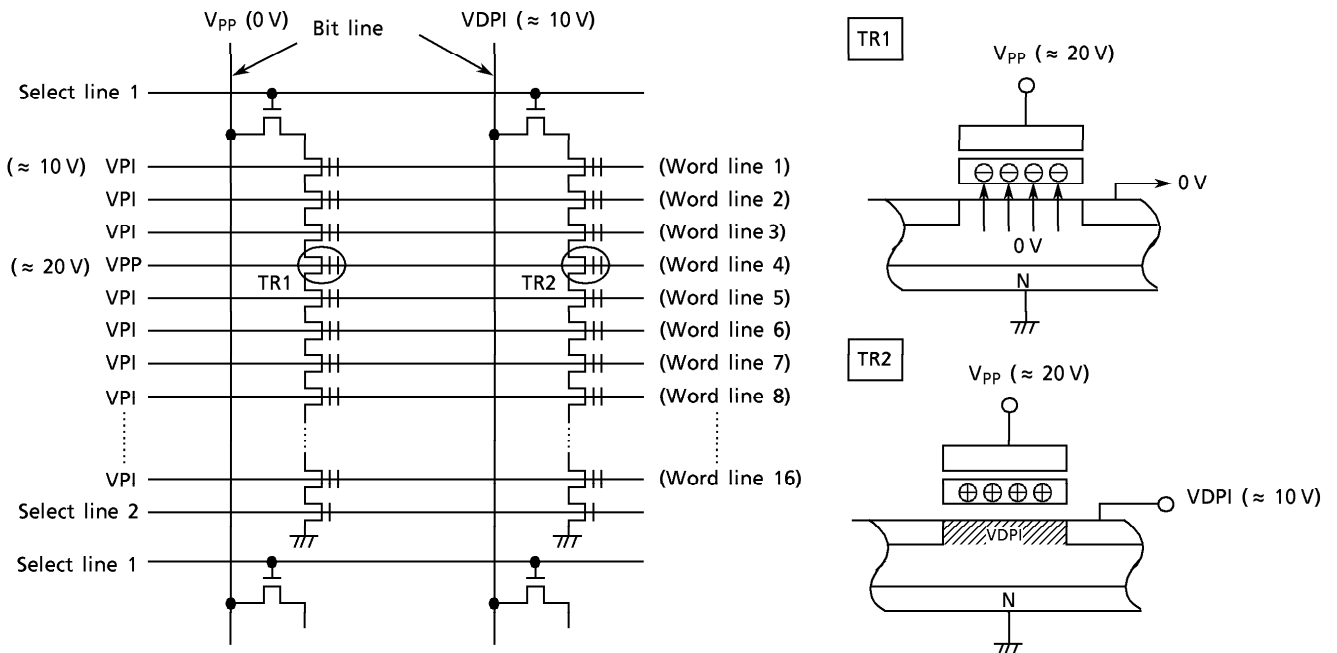 VPP (0 V)
Bit line
VDPI (≈ 10 V)
Select line 1
(≈ 10 V) VPI (Word line 1)
VPI (Word line 2)
VPI (Word line 3)
(≈ 20 V) VPP TR1 TR2 (Word line 4)
VPI (Word line 5)
VPI (Word line 6)
VPI (Word line 7)
VPI (Word line 8)
VPI (Word line 16)
Select line 2
Select line 1
TR1
VPP (≈ 20 V)
0 V
0 V
N
TR2
VPP (≈ 20 V)
VDPI (≈ 10 V)
VDPI
N